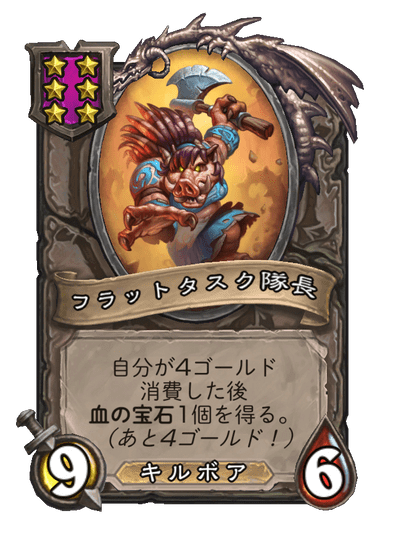 フラットタスク隊長
自分が4ゴールド
消費した後
血の宝石1個を得る。
(あと4ゴールド!)
9
キルボア
6